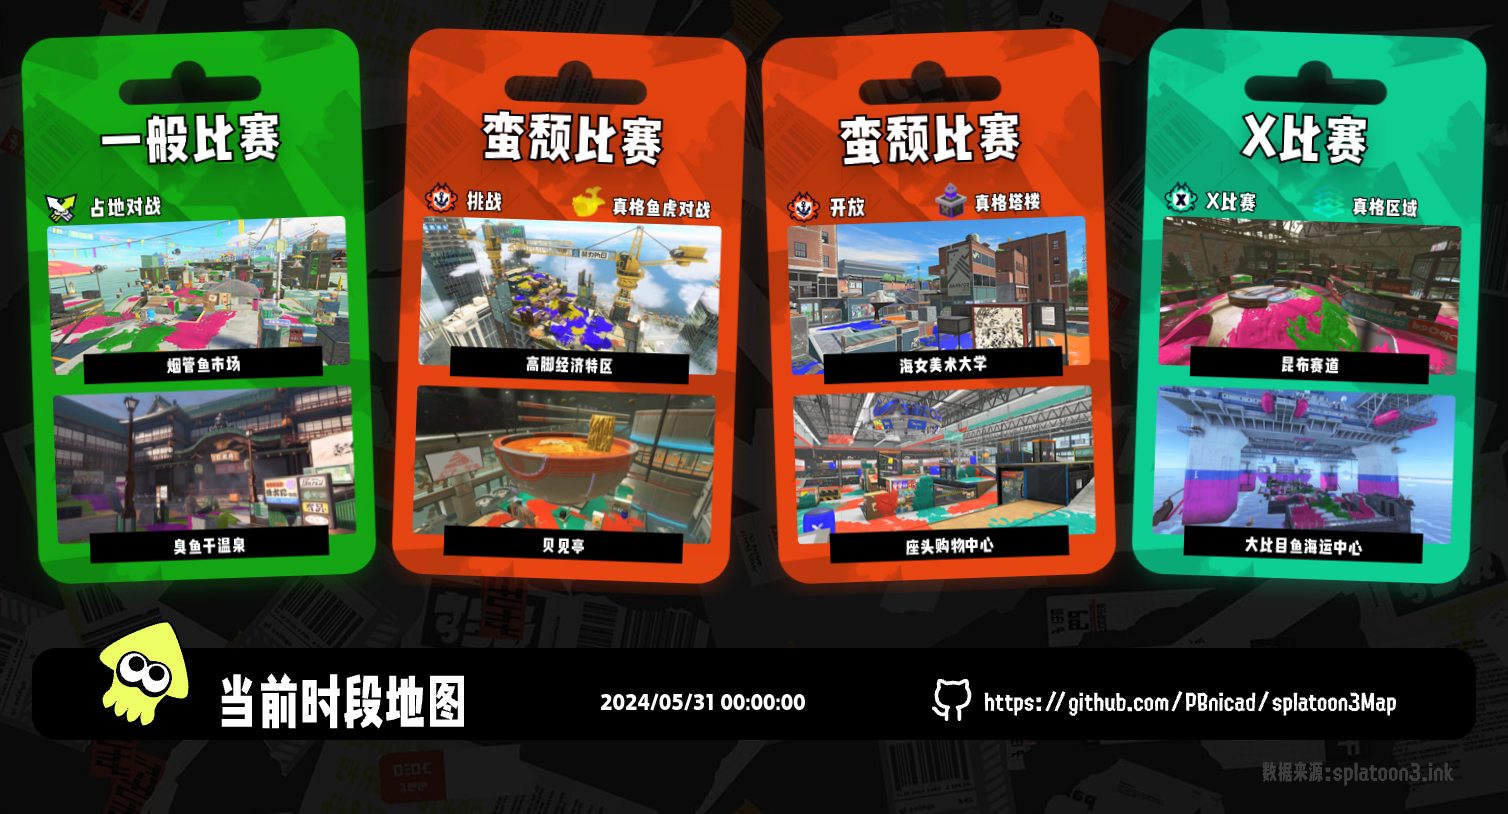 一般比赛
占地对战
烟管鱼市场
臭鱼干温泉
蛮颓比赛
挑战
真格鱼虎对战
高脚经济特区
贝见亭
蛮颓比赛
开放
真格塔楼
海女美术大学
座头购物中心
X比赛
X比赛
真格区域
昆布赛道
大比目鱼海运中心
当前时段地图
2024/05/31 00:00:00
https://github.com/PBnicad/splatoon3Map
数据来源:splatoon3.ink